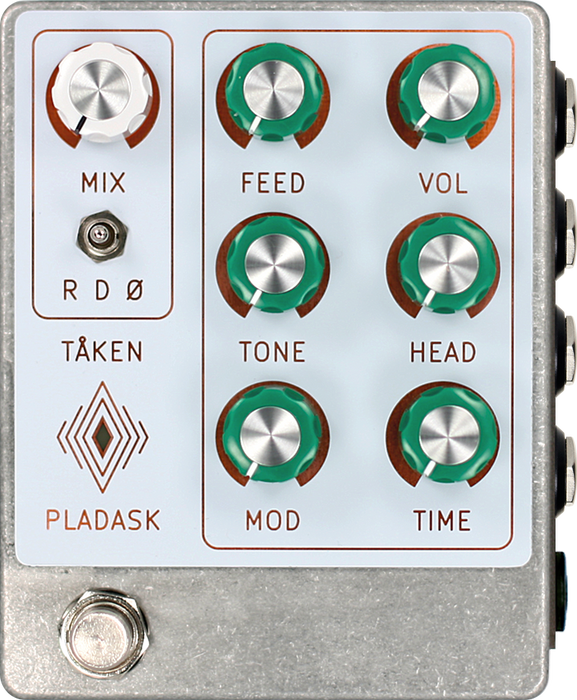 MIX
FEED
VOL
R D Ø
TONE
HEAD
TÅKEN
PLADASK
MOD
TIME